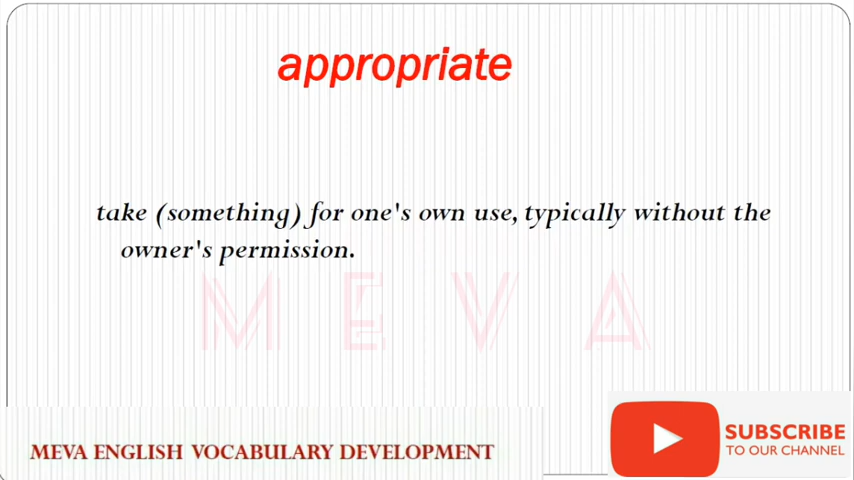 appropriate
take (something) for one's own use, typically without the
owner's permission.
MEVA
MEVA ENGLISH VOCABULARY DEVELOPMENT
SUBSCRIBE
TO OUR CHANNEL